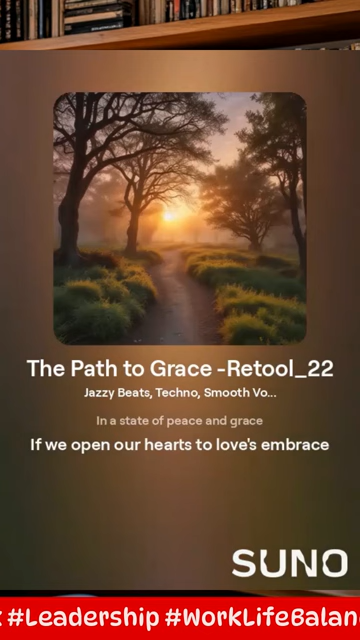 The Path to Grace -Retool_22
Jazzy Beats, Techno, Smooth Vo...
In a state of peace and grace
If we open our hearts to love's embrace
SUNO
#Leadership #WorkLifeBalan